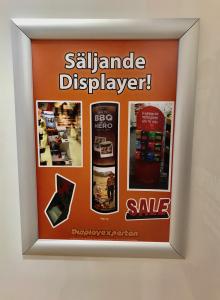 Säljande
Displayer!
BBQ
HERO
SALE
Displayexperten